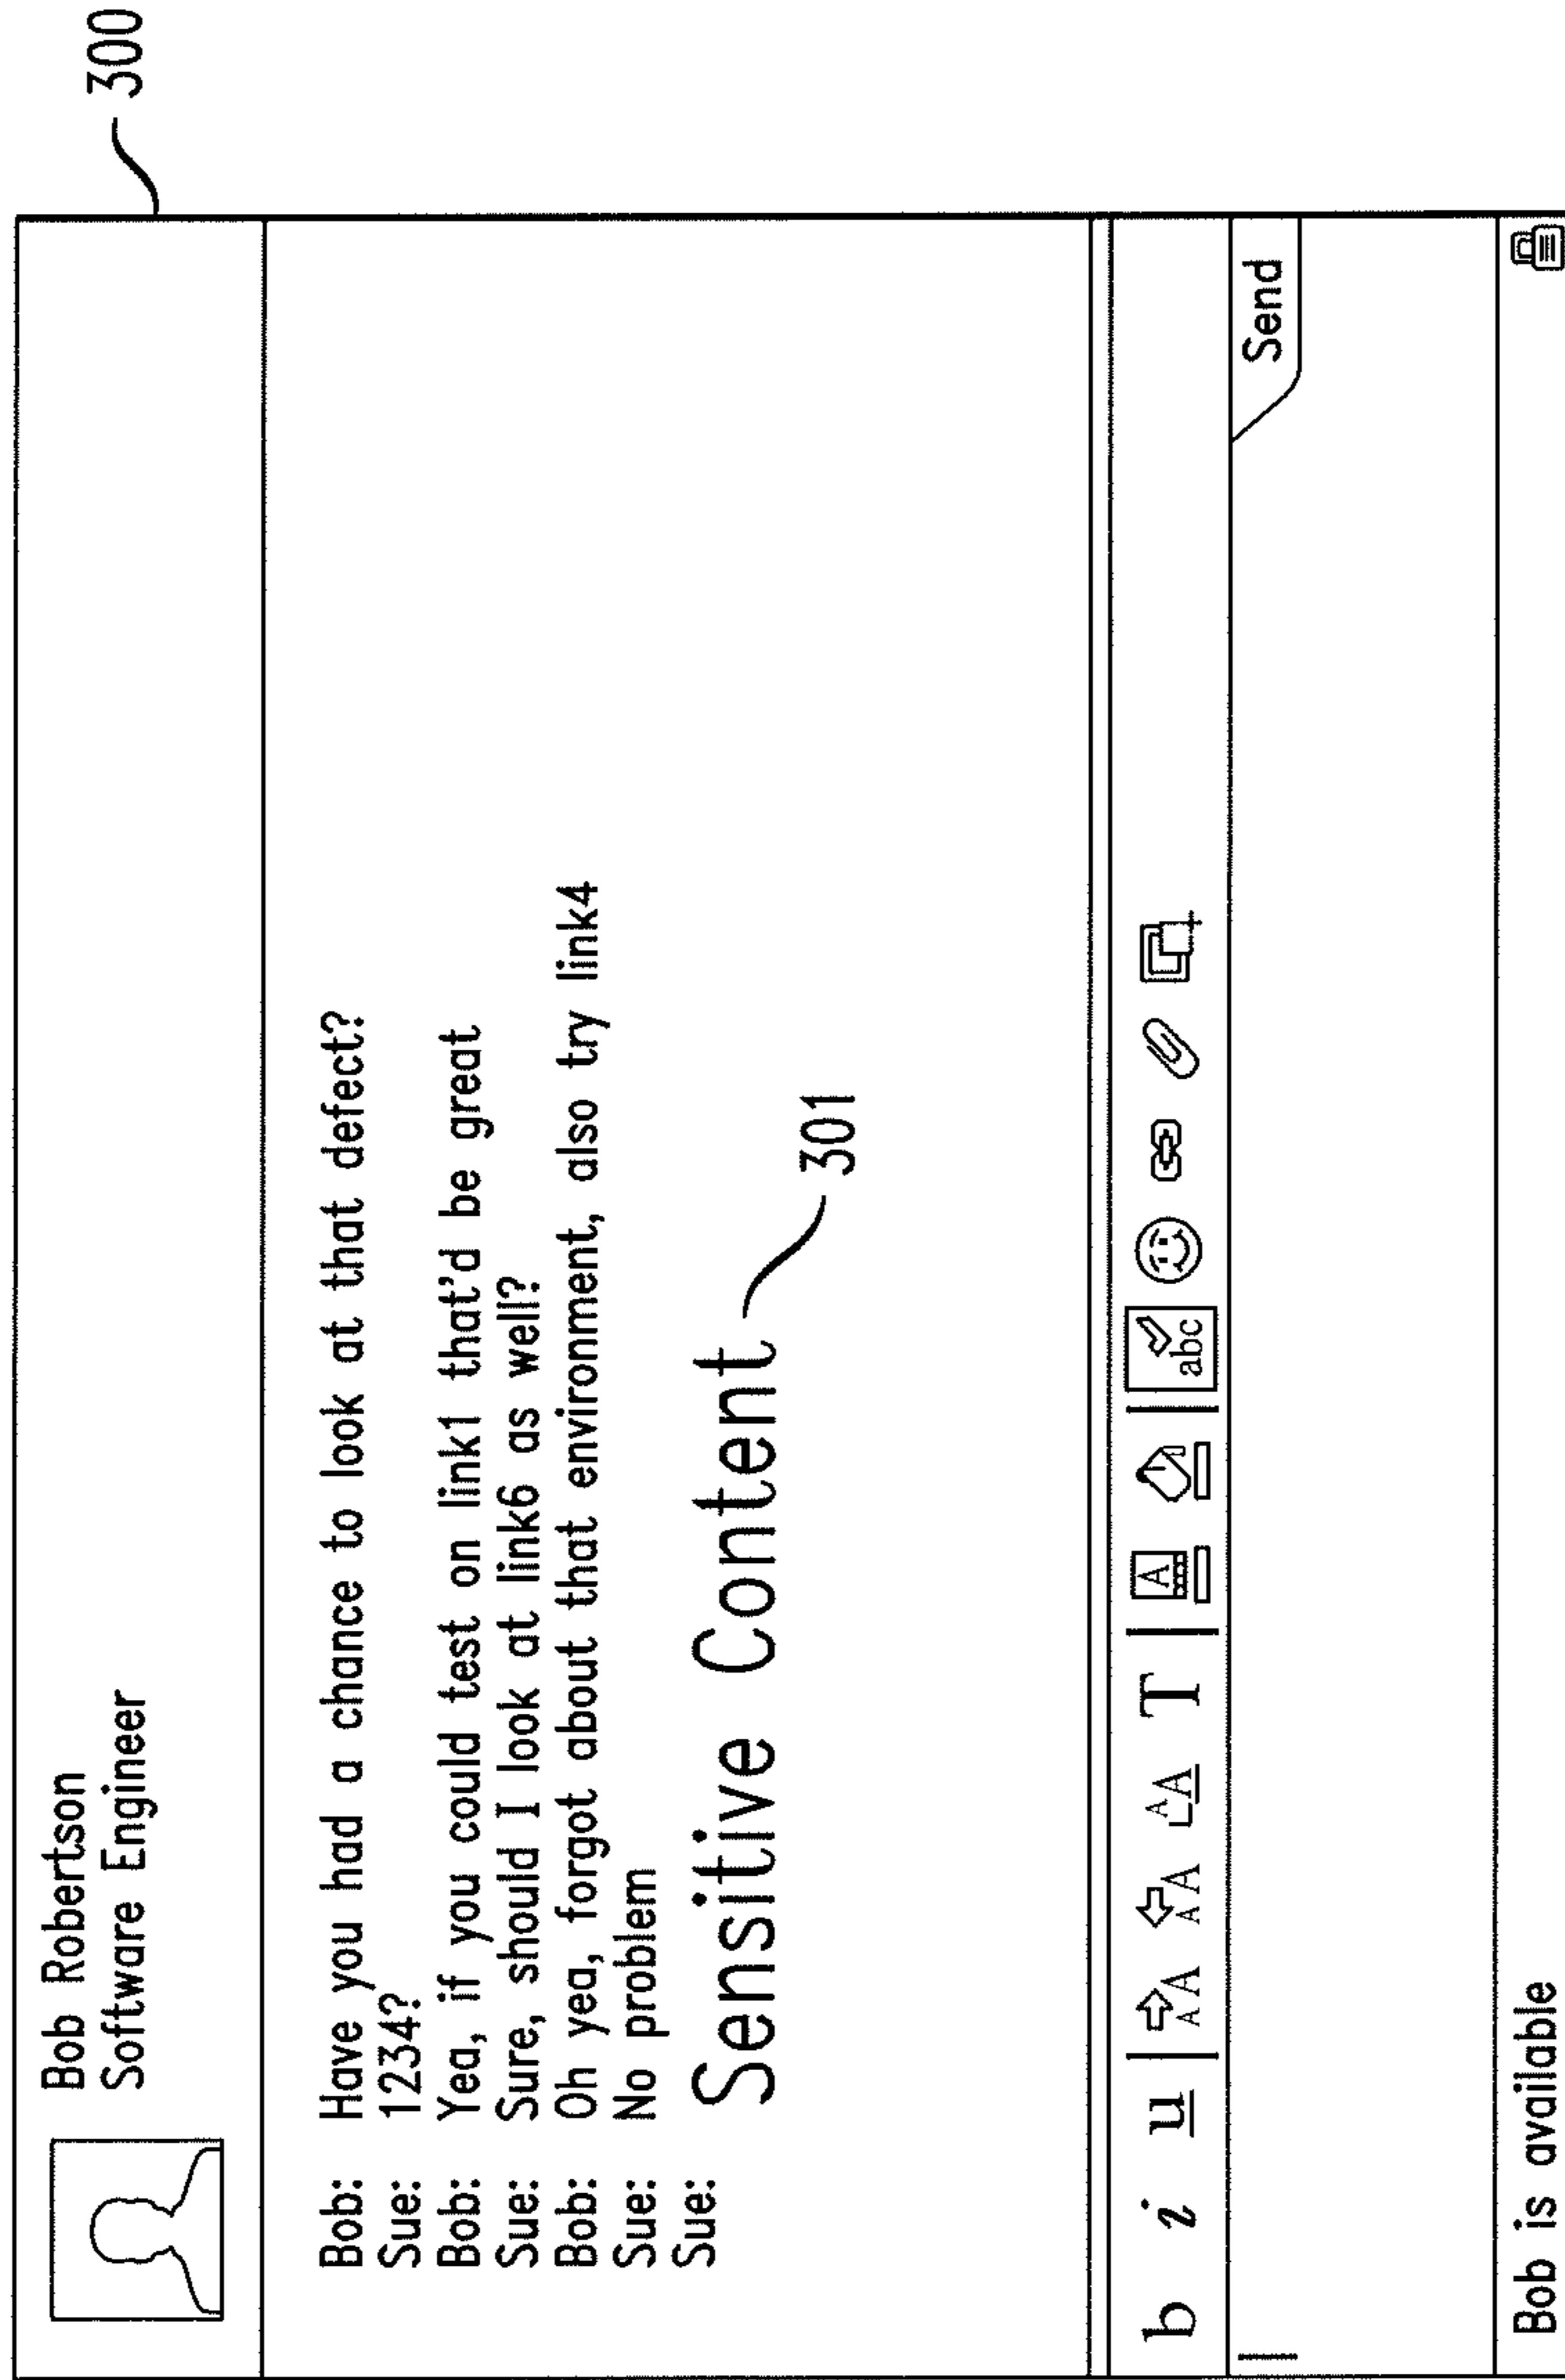 300
Bob Robertson
Software Engineer
Bob: Have you had a chance to look at that defect?
Sue: 1234?
Bob: Yea, if you could test on link1 that'd be great
Sue: Sure, should I look at link6 as well?
Bob: Oh yea, forgot about that environment, also try link4
Sue: No problem
Sue: Sensitive Content 301
b i u A A A A A A T A abc
Send
Bob is available